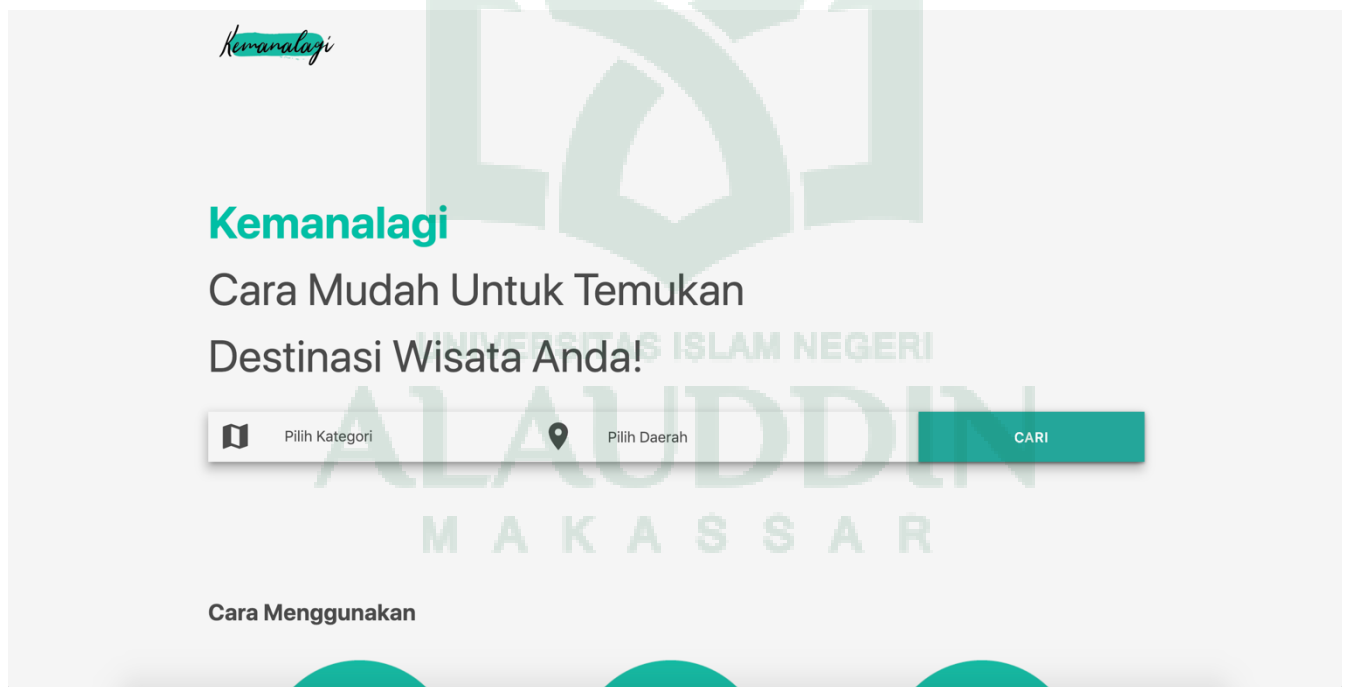 Kemanalagi
Kemanalagi
Cara Mudah Untuk Temukan
Destinasi Wisata Anda!
UNIVERSITAS ISLAM NEGERI
ALAUDDIN
Pilih Kategori
Pilih Daerah
CARI
MAKASSAR
Cara Menggunakan